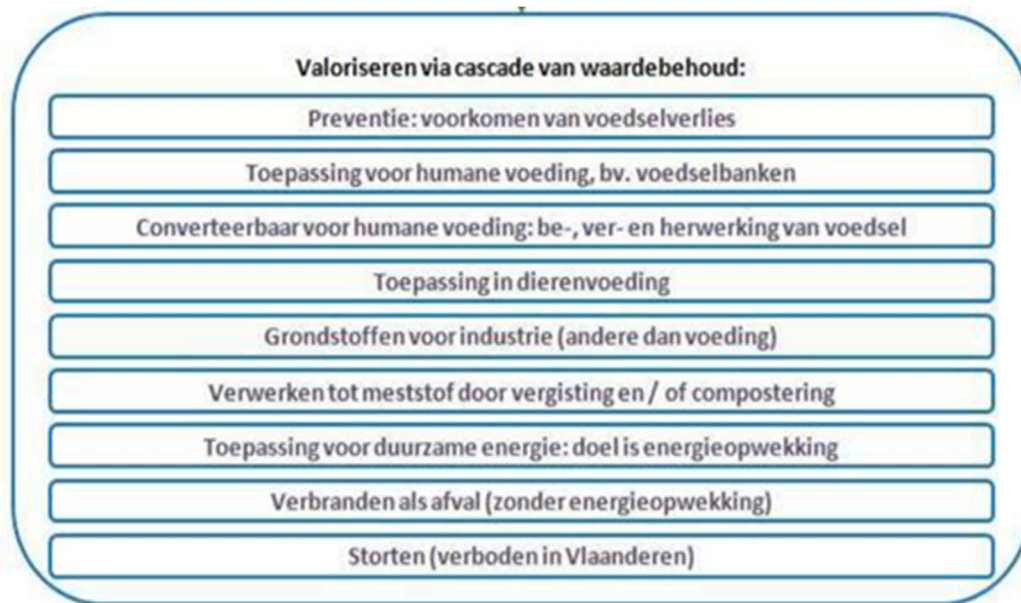 Valoriseren via cascade van waardebehoud:
Preventie: voorkomen van voedselverlies
Toepassing voor humane voeding, bv. voedselbanken
Converteerbaar voor humane voeding: be-, ver- en herwerking van voedsel
Toepassing in dierenvoeding
Grondstoffen voor industrie (andere dan voeding)
Verwerken tot meststof door vergisting en / of compostering
Toepassing voor duurzame energie: doel is energieopwekking
Verbranden als afval (zonder energieopwekking)
Storten (verboden in Vlaanderen)